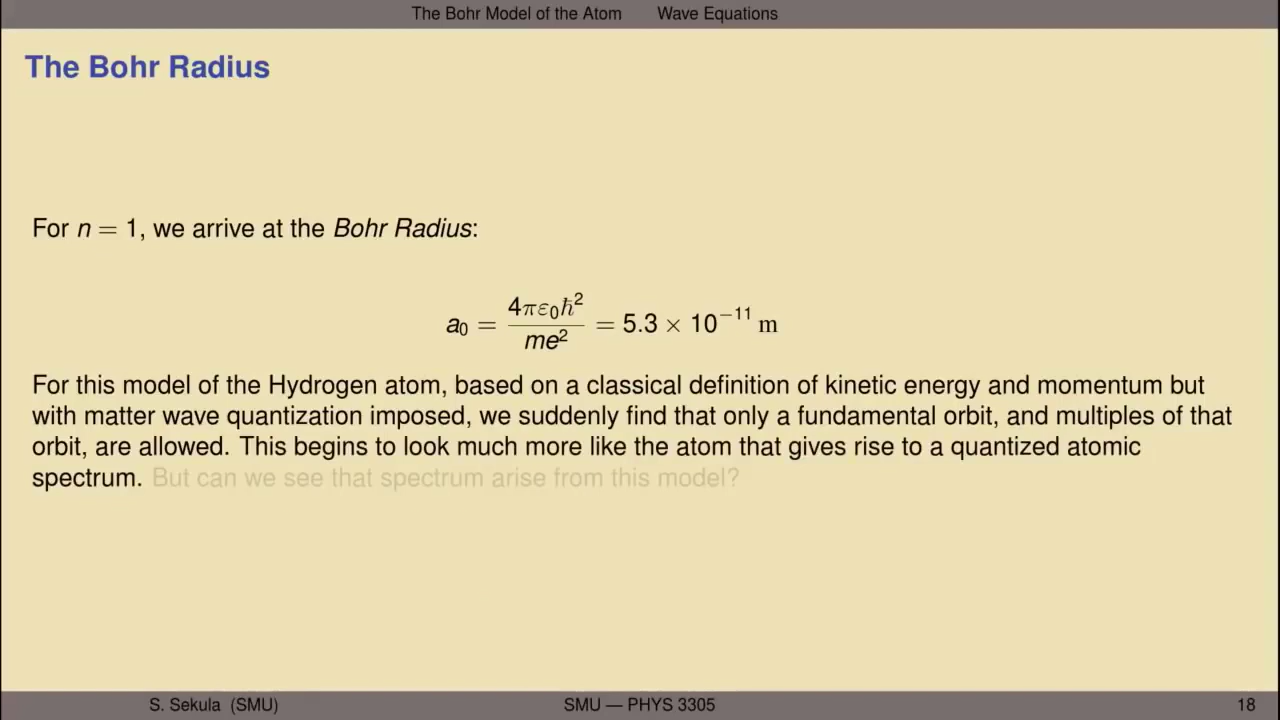 The Bohr Model of the Atom Wave Equations
The Bohr Radius
For n = 1, we arrive at the Bohr Radius:
a₀ = 4πε₀ħ² / me² = 5.3 × 10⁻¹¹ m
For this model of the Hydrogen atom, based on a classical definition of kinetic energy and momentum but
with matter wave quantization imposed, we suddenly find that only a fundamental orbit, and multiples of that
orbit, are allowed. This begins to look much more like the atom that gives rise to a quantized atomic
spectrum. But can we see that spectrum arise from this model?
S. Sekula (SMU) SMU — PHYS 3305 18